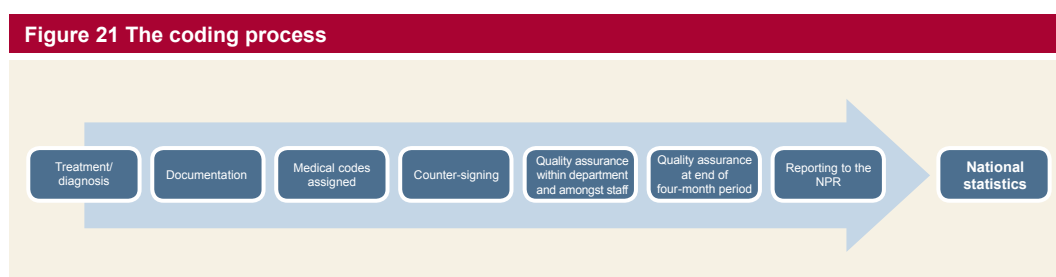 Figure 21 The coding process
Treatment/
diagnosis
Documentation
Medical codes
assigned
Counter-signing
Quality assurance
within department
and amongst staff
Quality assurance
at end of
four-month period
Reporting to the
NPR
National
statistics